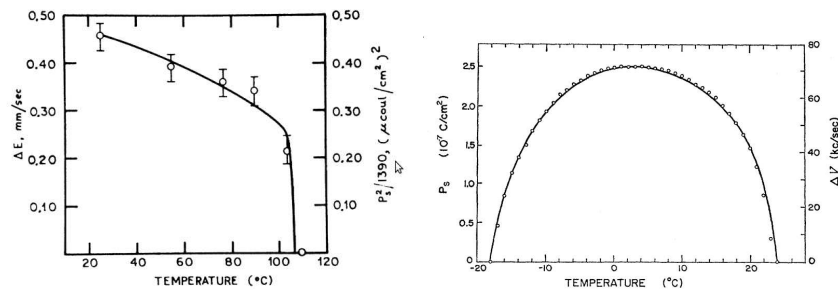 0,50
0,40
0,30
0,20
0,10
ΔE, mm/sec
20 40 60 80 100 120
TEMPERATURE (°C)
0,50
0,40
0,30
0,20
0,10
P_s^2/1390, (μcoul/cm²)²
2.5
2.0
1.5
1.0
0.5
0
P_S (10⁷ C/cm²)
-20 -10 0 10 20
TEMPERATURE (°C)
80
60
40
20
0
ΔV (kc/sec)